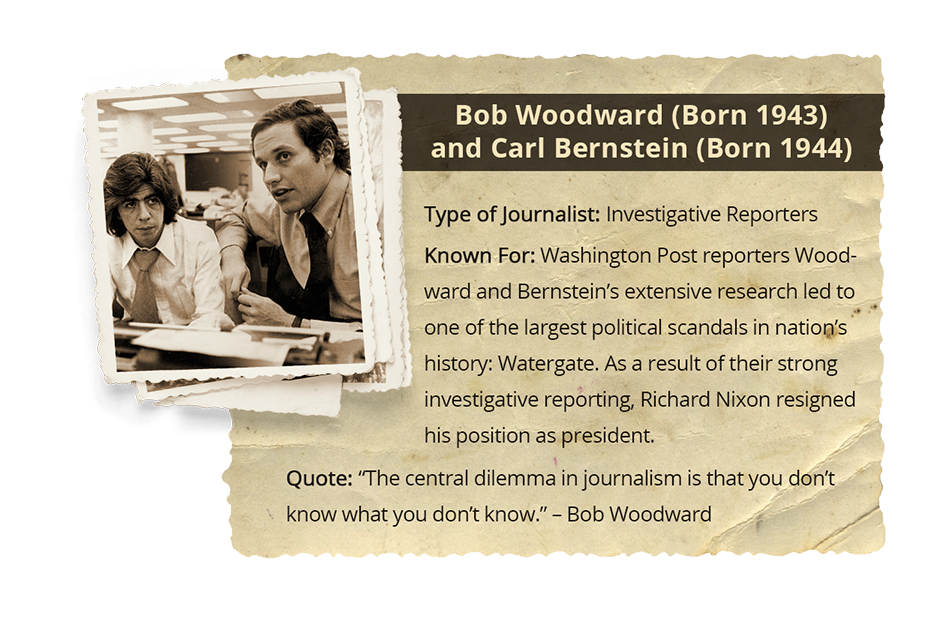 Bob Woodward (Born 1943)
and Carl Bernstein (Born 1944)
Type of Journalist: Investigative Reporters
Known For: Washington Post reporters Wood-
ward and Bernstein’s extensive research led to
one of the largest political scandals in nation’s
history: Watergate. As a result of their strong
investigative reporting, Richard Nixon resigned
his position as president.
Quote: “The central dilemma in journalism is that you don’t
know what you don’t know.” – Bob Woodward